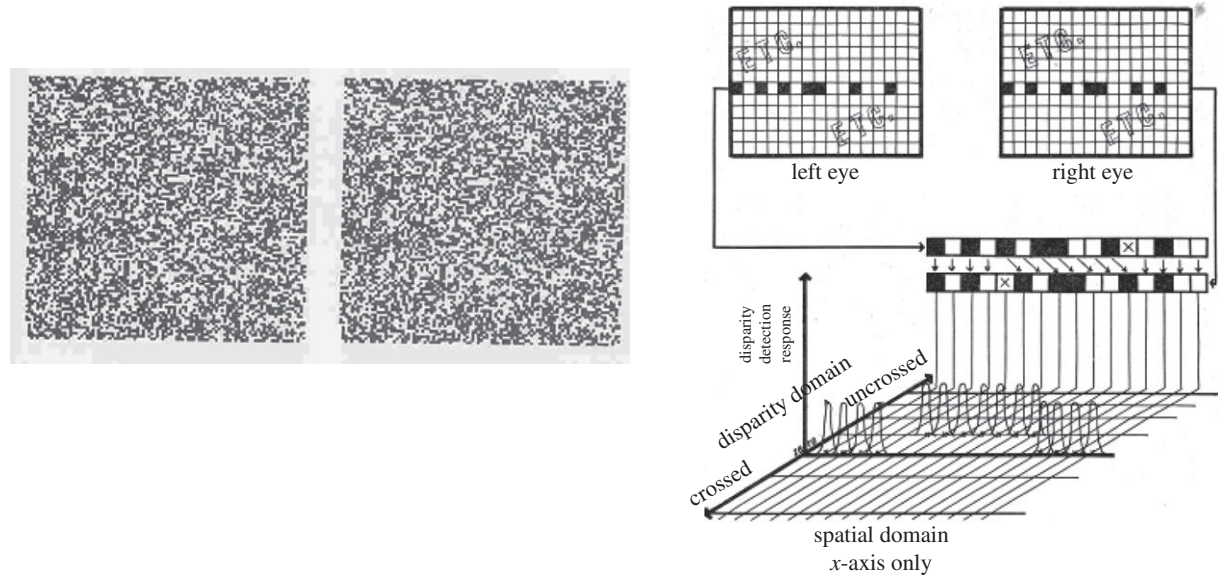 ETC.
ETC.
ETC.
ETC.
left eye
right eye
disparity
detection
response
disparity domain
uncrossed
zero
crossed
spatial domain
x-axis only